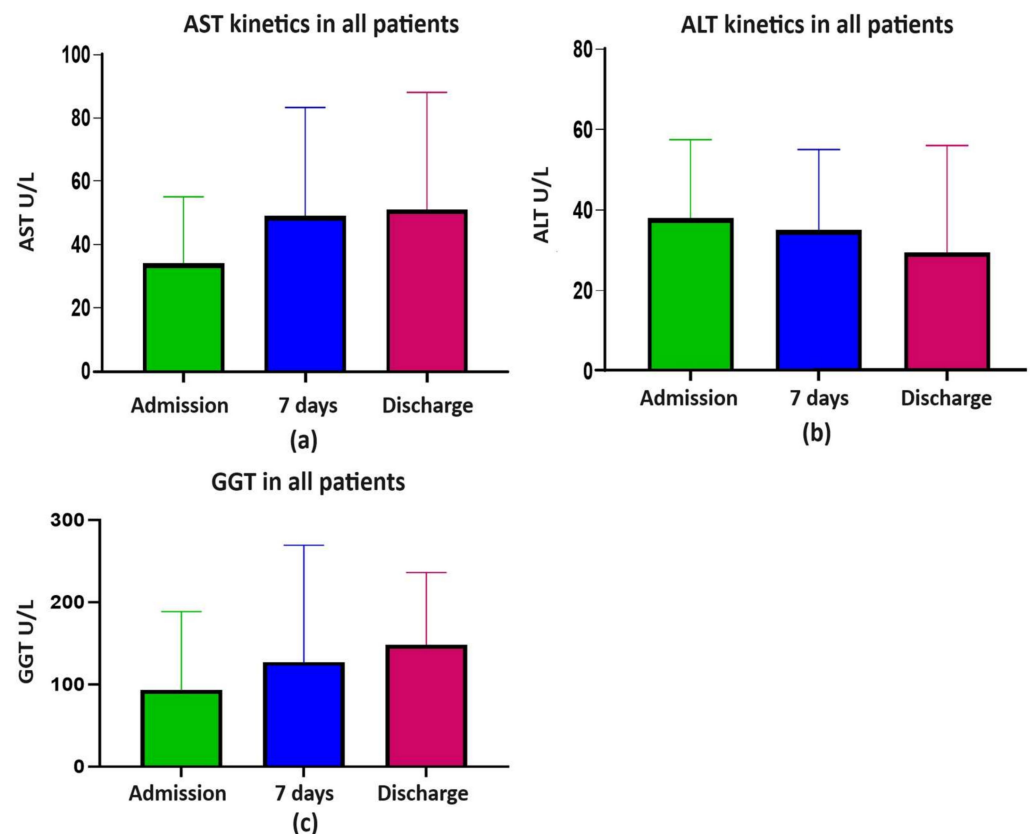 AST kinetics in all patients
100
80
60
40
20
0
AST U/L
Admission 7 days Discharge
(a)
ALT kinetics in all patients
80
60
40
20
0
ALT U/L
Admission 7 days Discharge
(b)
GGT in all patients
300
200
100
0
GGT U/L
Admission 7 days Discharge
(c)